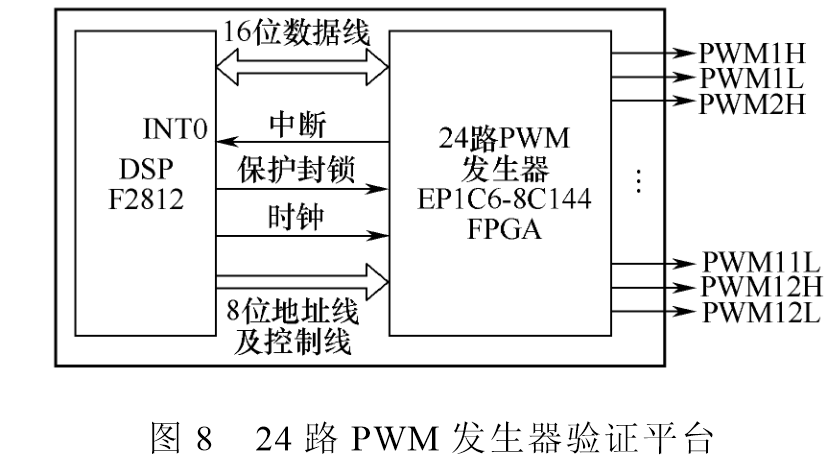 16位数据线
INT0
中断
DSP
F2812
保护封锁
时钟
8位地址线
及控制线
24路PWM
发生器
EP1C6-8C144
FPGA
PWM1H
PWM1L
PWM2H
⋮
PWM11L
PWM12H
PWM12L
图 8 24 路 PWM 发生器验证平台